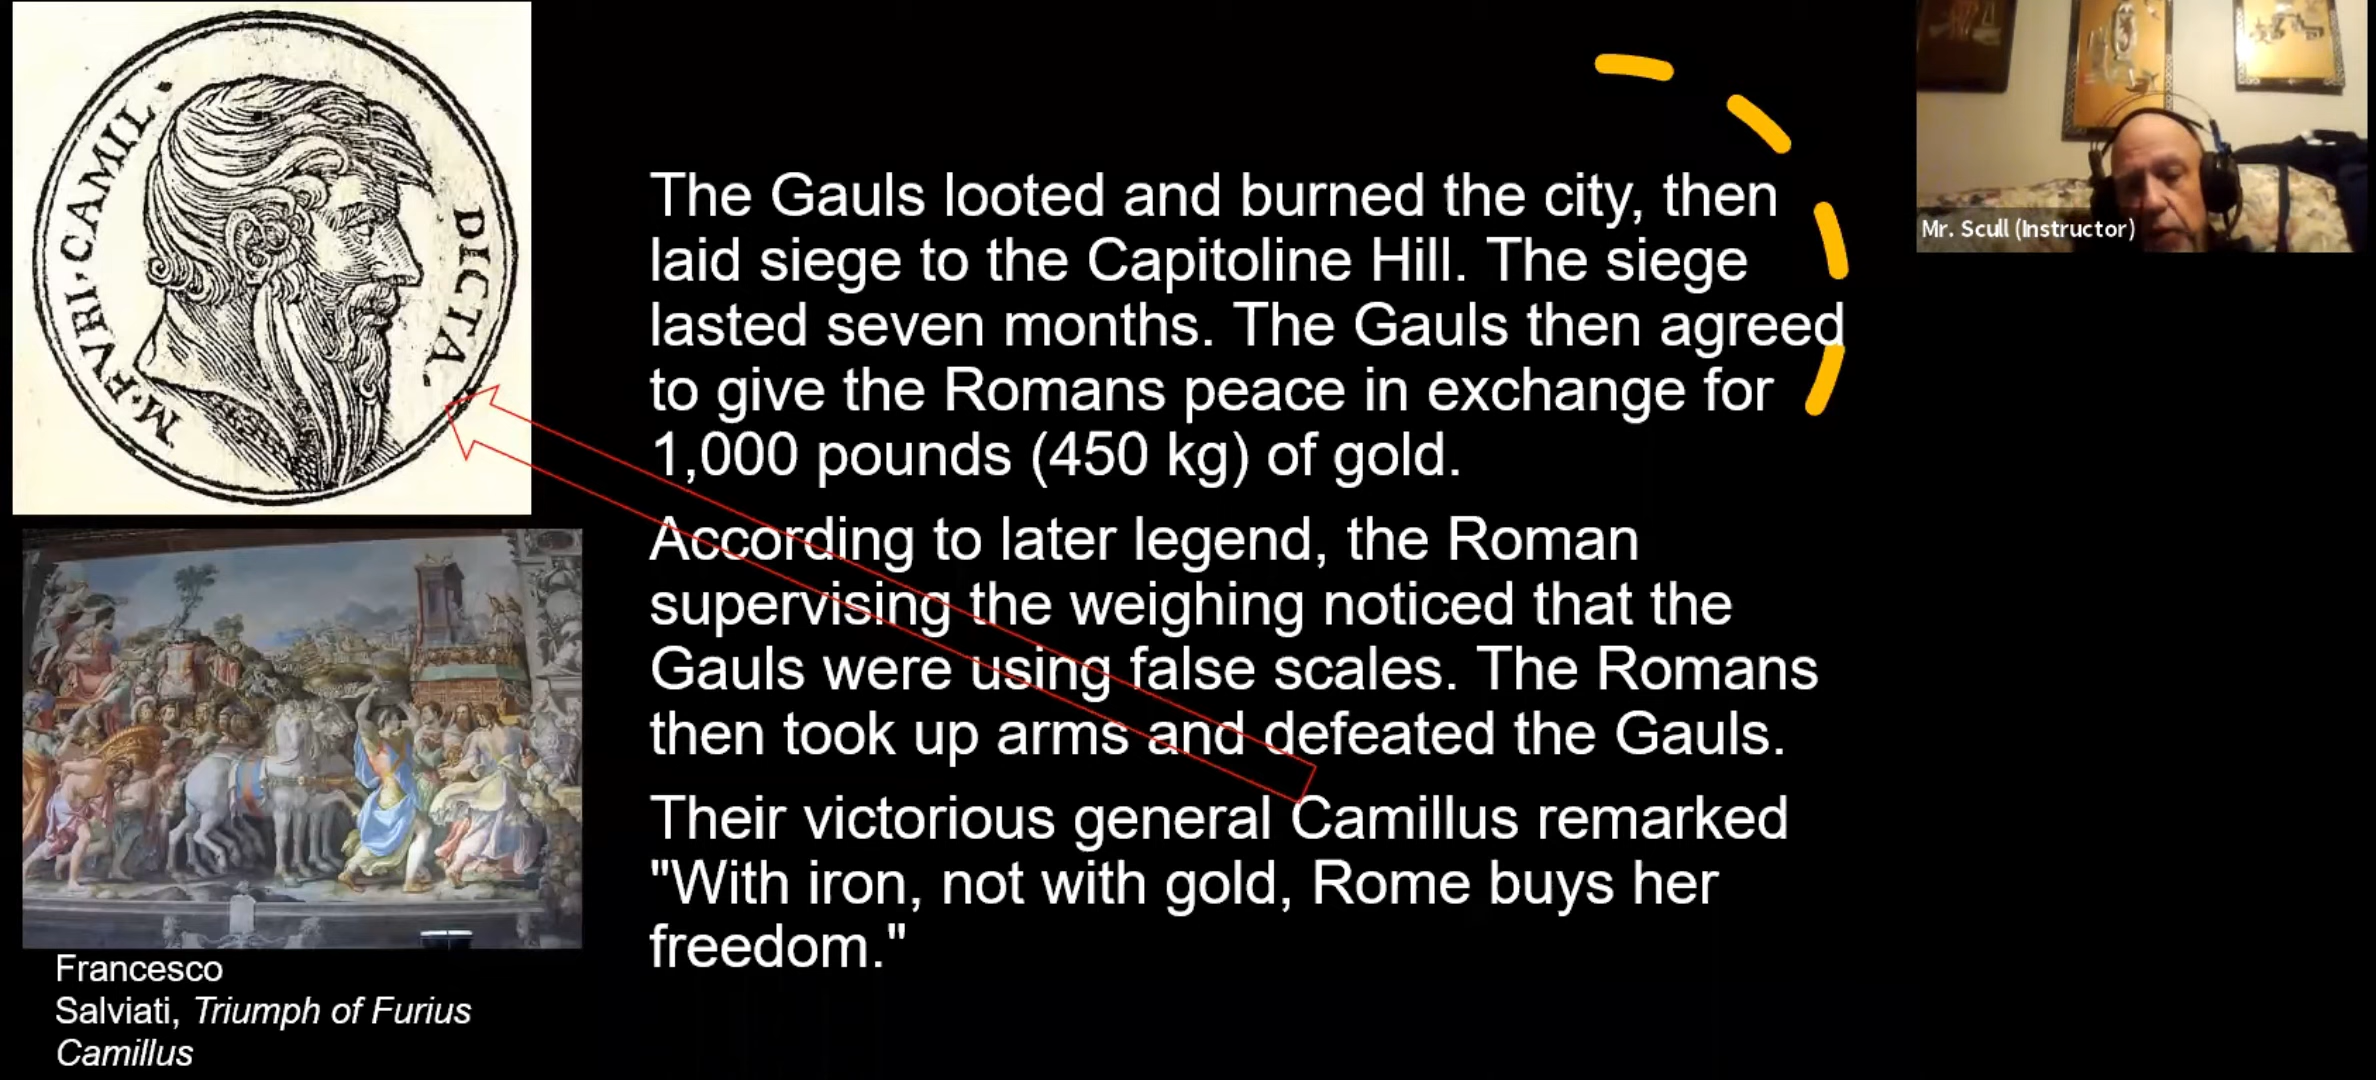 M·FVRI·CAMIL·
DICTA·
The Gauls looted and burned the city, then
laid siege to the Capitoline Hill. The siege
lasted seven months. The Gauls then agreed
to give the Romans peace in exchange for
1,000 pounds (450 kg) of gold.
According to later legend, the Roman
supervising the weighing noticed that the
Gauls were using false scales. The Romans
then took up arms and defeated the Gauls.
Their victorious general Camillus remarked
"With iron, not with gold, Rome buys her
freedom."
Francesco
Salviati, Triumph of Furius
Camillus
Mr. Scull (Instructor)